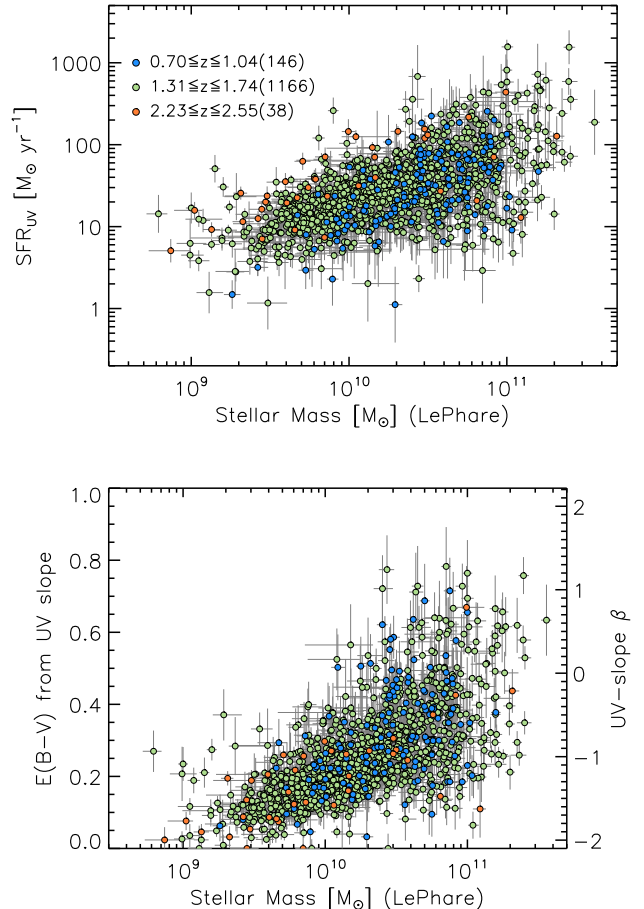 1000
100
10
1
SFR_UV [M_⊙ yr⁻¹]
0.70≤z≤1.04(146)
1.31≤z≤1.74(1166)
2.23≤z≤2.55(38)
10⁹ 10¹⁰ 10¹¹
Stellar Mass [M_⊙] (LePhare)
1.0
0.8
0.6
0.4
0.2
0.0
E(B−V) from UV slope
2
1
0
−1
−2
UV−slope β
10⁹ 10¹⁰ 10¹¹
Stellar Mass [M_⊙] (LePhare)